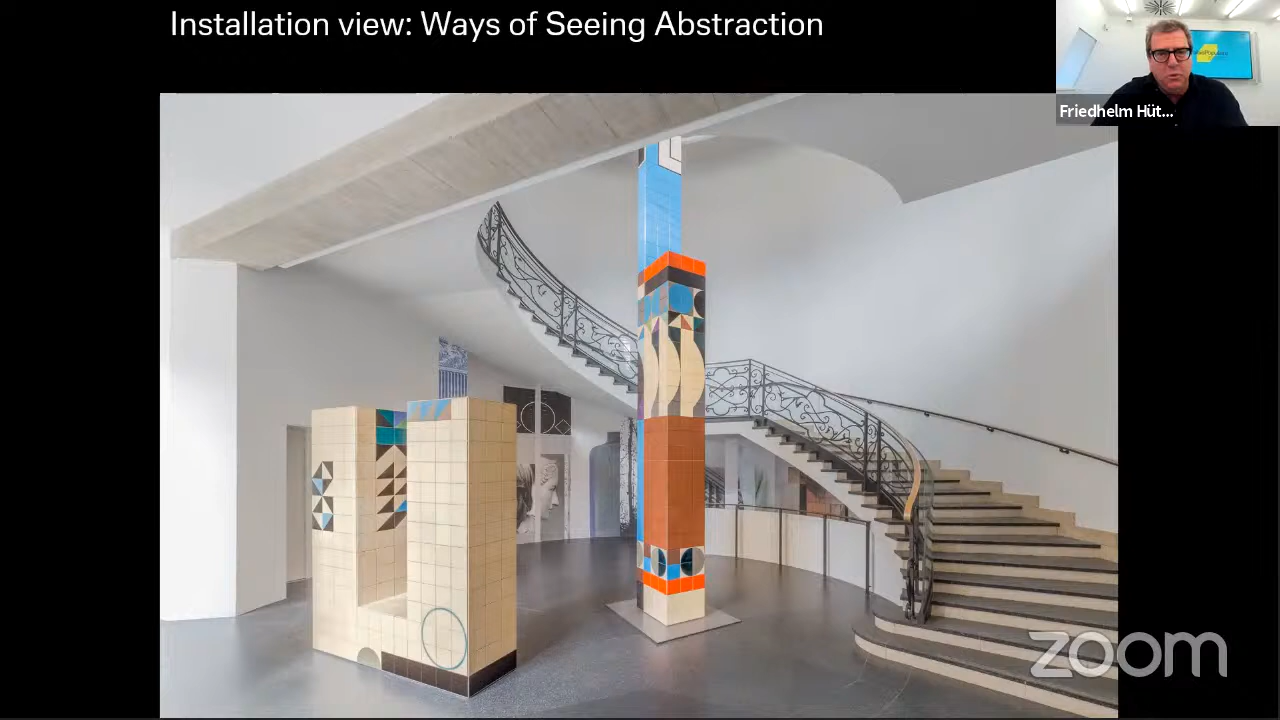 Installation view: Ways of Seeing Abstraction
Friedhelm Hüt...
zoom